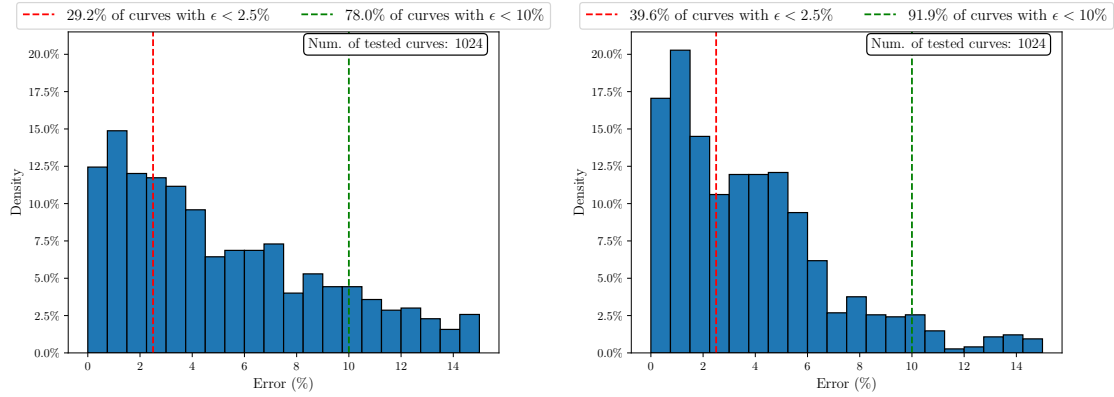 29.2% of curves with ϵ < 2.5%
78.0% of curves with ϵ < 10%
Num. of tested curves: 1024
20.0%
17.5%
15.0%
12.5%
10.0%
7.5%
5.0%
2.5%
0.0%
Density
0 2 4 6 8 10 12 14
Error (%)
39.6% of curves with ϵ < 2.5%
91.9% of curves with ϵ < 10%
Num. of tested curves: 1024
20.0%
17.5%
15.0%
12.5%
10.0%
7.5%
5.0%
2.5%
0.0%
Density
0 2 4 6 8 10 12 14
Error (%)